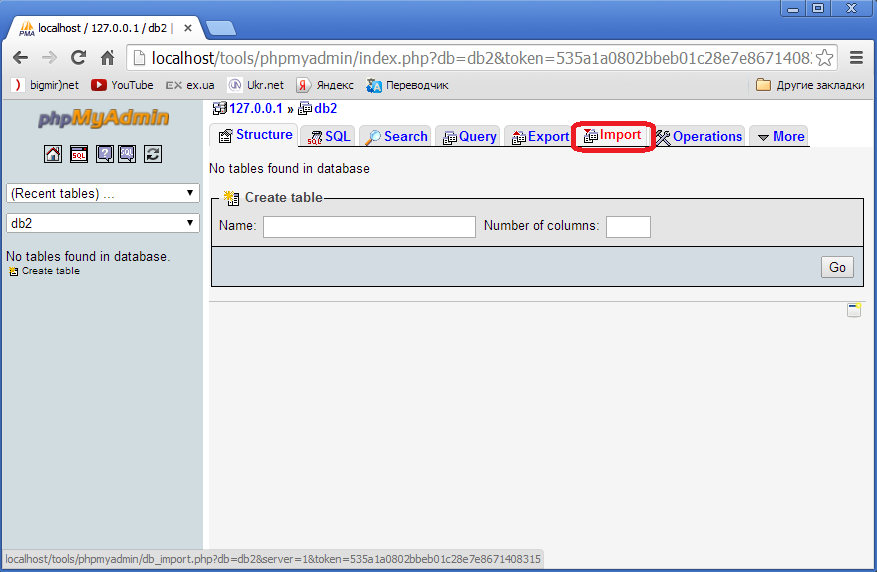 localhost / 127.0.0.1 / db2 |
localhost/tools/phpmyadmin/index.php?db=db2&token=535a1a0802bbeb01c28e7e867140831
bigmir)net YouTube EX ex.ua Ukr.net Яндекс Переводчик Другие закладки
phpMyAdmin
127.0.0.1 » db2
Structure SQL Search Query Export Import Operations More
(Recent tables) ...
db2
No tables found in database.
Create table
No tables found in database
Create table
Name: Number of columns:
Go
localhost/tools/phpmyadmin/db_import.php?db=db2&server=1&token=535a1a0802bbeb01c28e7e8671408315